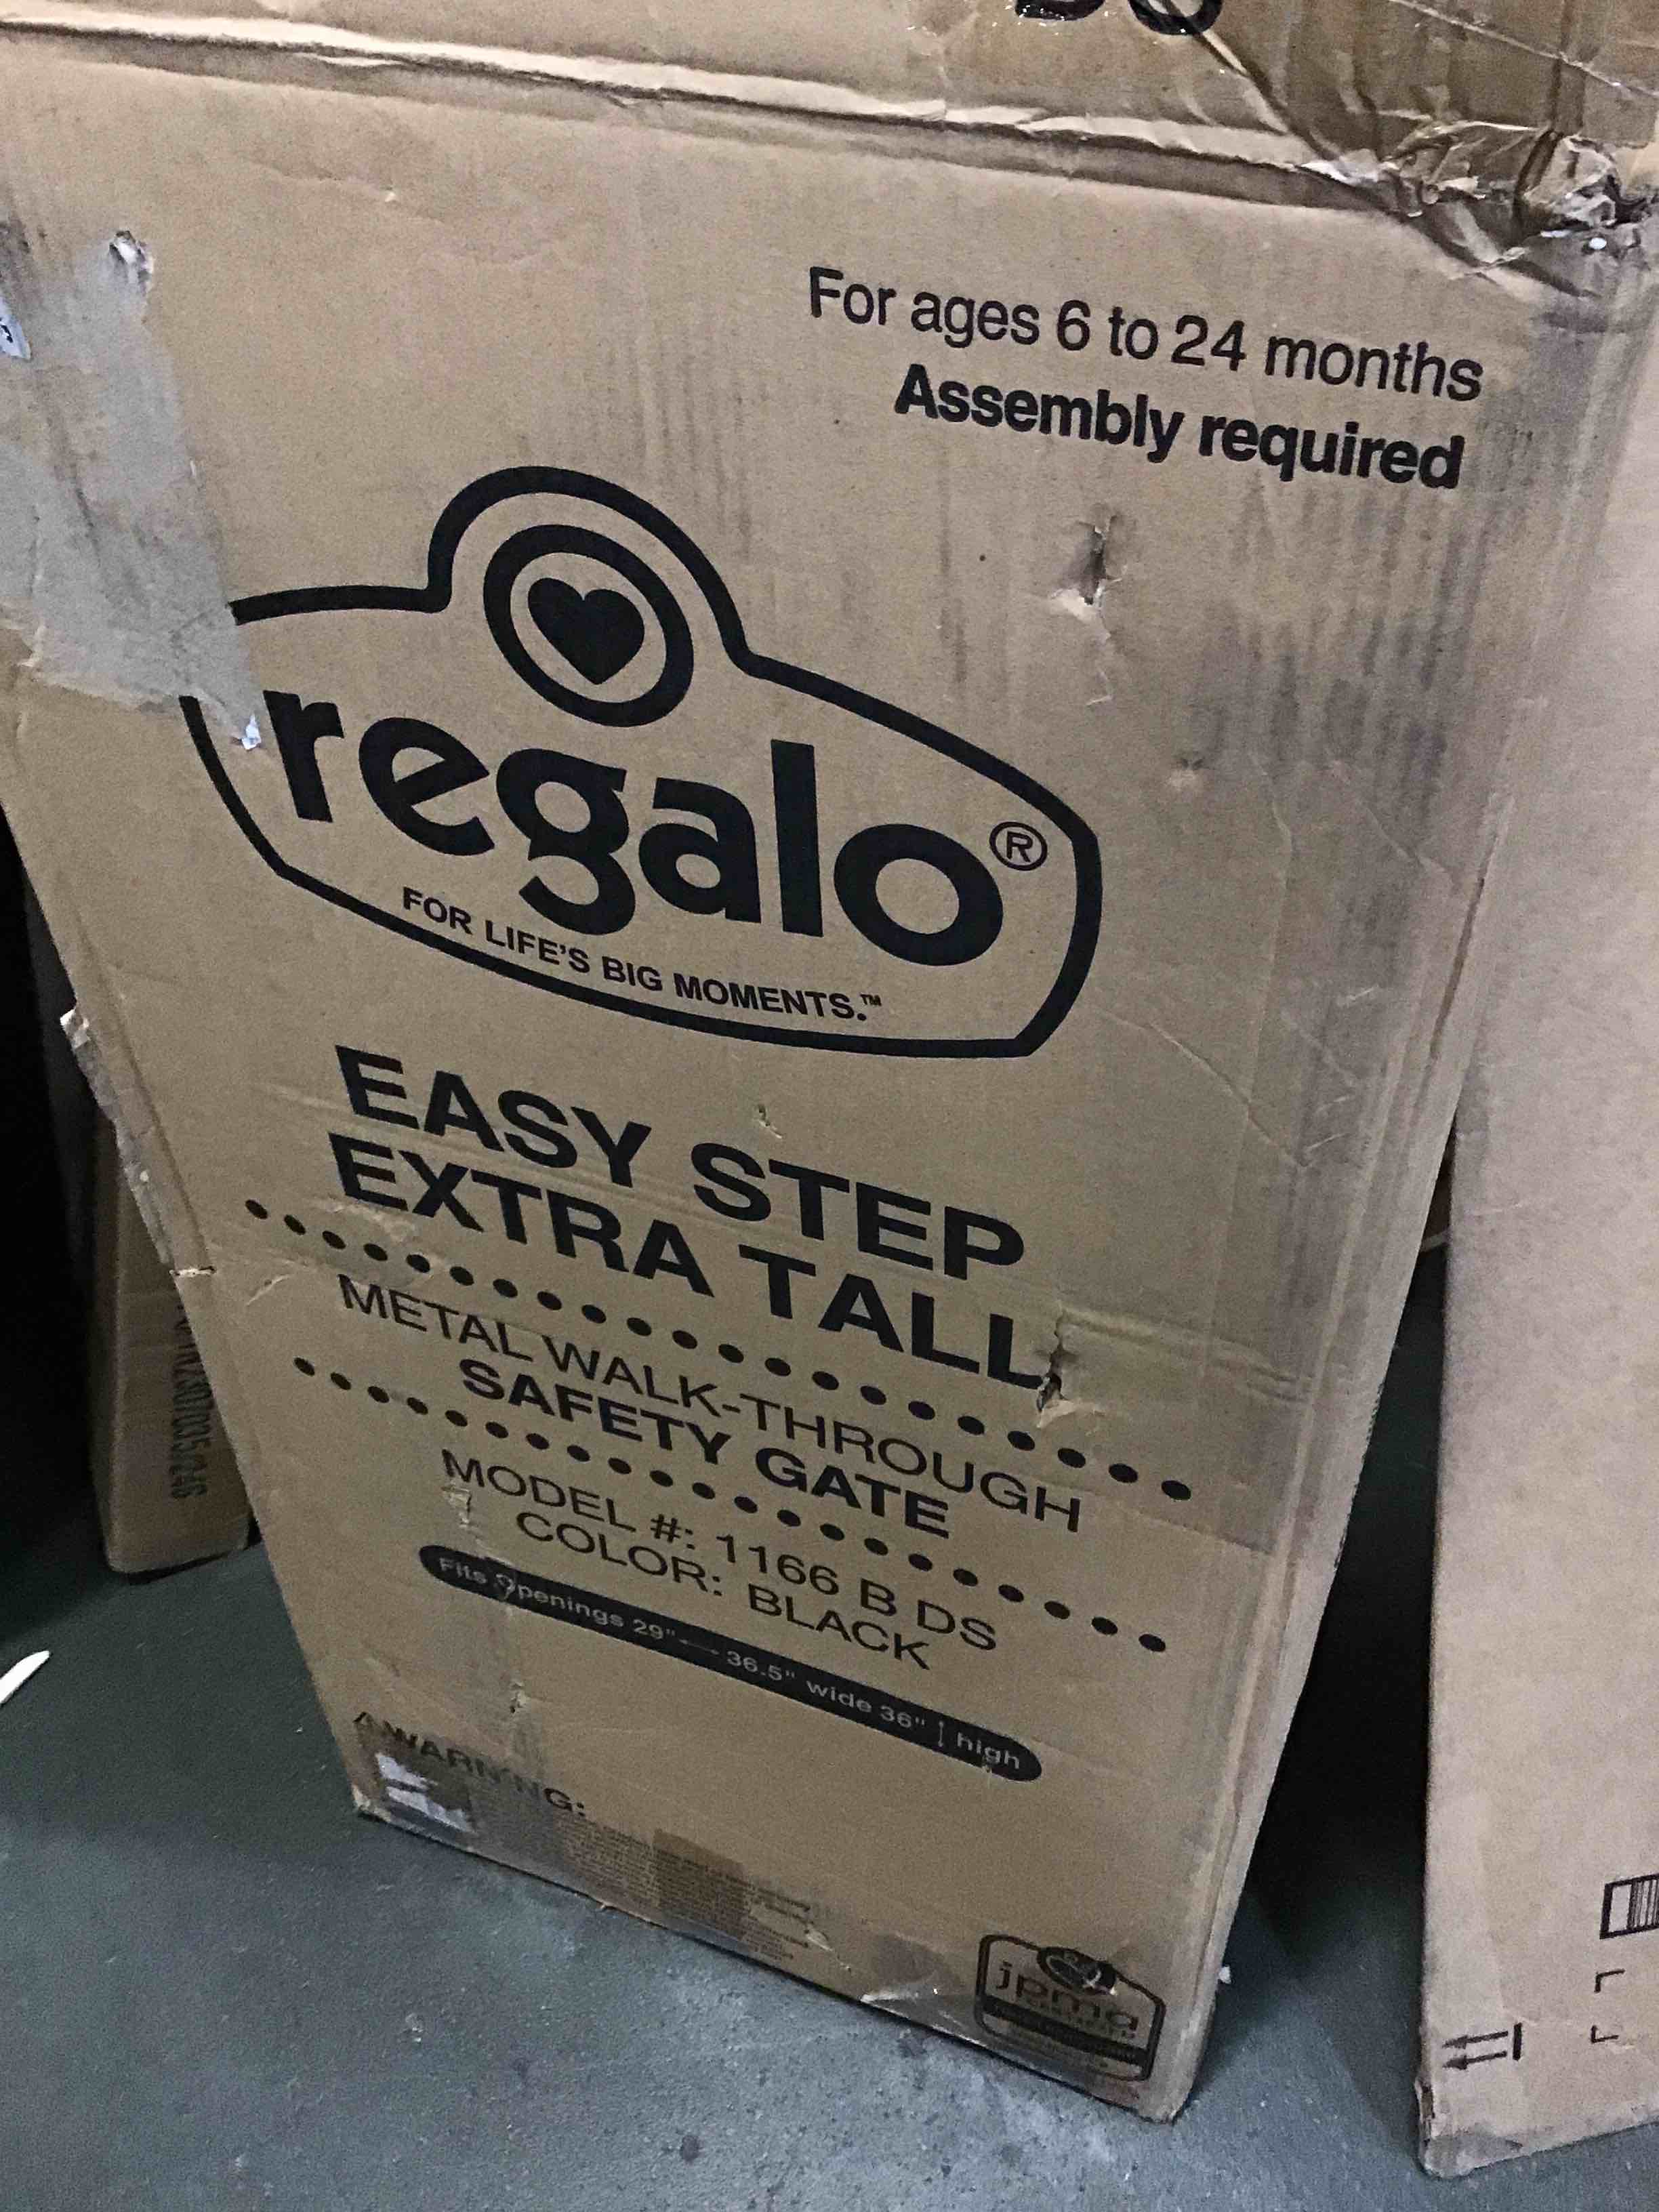 For ages 6 to 24 months
Assembly required
regalo®
FOR LIFE'S BIG MOMENTS.™
EASY STEP
EXTRA TALL
METAL WALK-THROUGH
SAFETY GATE
MODEL #: 1166 B DS
COLOR: BLACK
Fits Openings 29" 36.5" wide 36" high
WARNING:
jpma